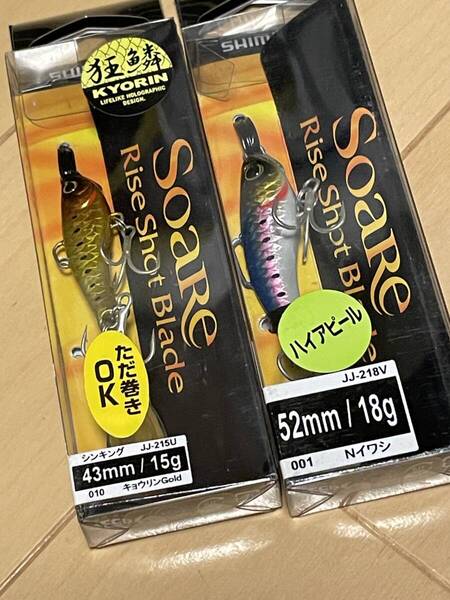 SHIM
狂鱗
KYORIN
LIFELIKE HOLOGRAPHIC
DESIGN.
Soare
Rise Shot Blade
ただ巻き
OK
シンキング JJ-215U
43mm / 15g
010 キョウリンGold
SHIM
Soare
Rise Shot Blade
ハイアピール
JJ-218V
52mm / 18g
001 Nイワシ